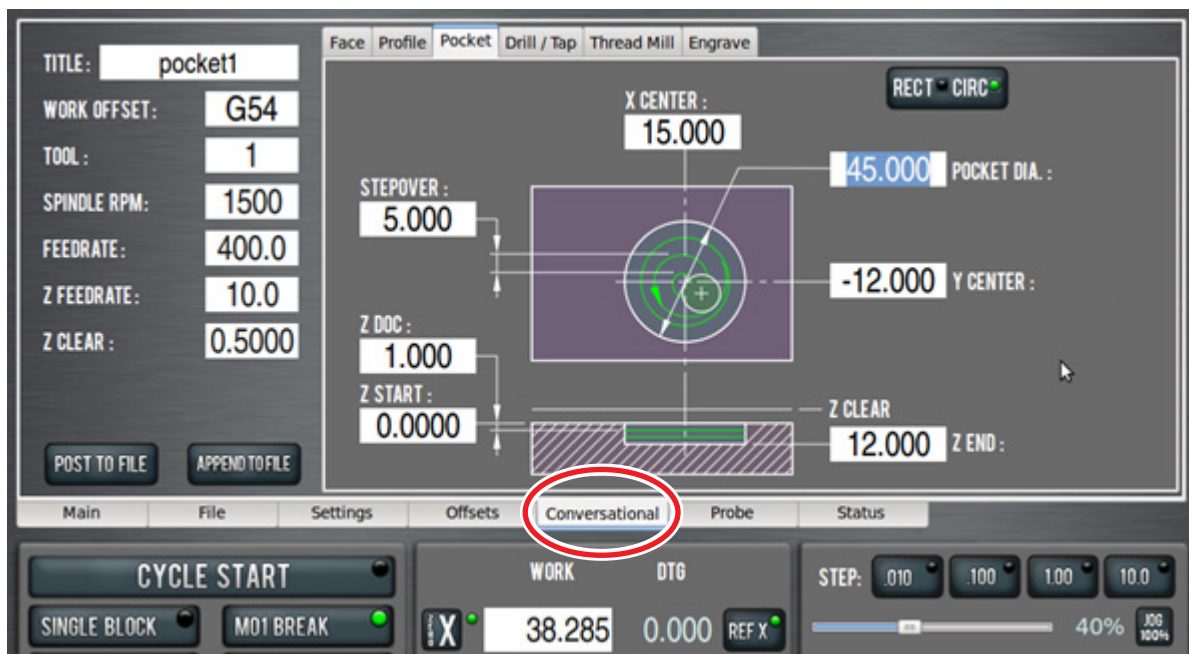 Face Profile Pocket Drill / Tap Thread Mill Engrave
TITLE: pocket1
WORK OFFSET: G54
TOOL : 1
SPINDLE RPM: 1500
FEEDRATE: 400.0
Z FEEDRATE: 10.0
Z CLEAR : 0.5000
POST TO FILE APPEND TO FILE
RECT CIRC
X CENTER :
15.000
45.000 POCKET DIA. :
STEPOVER :
5.000
-12.000 Y CENTER :
Z DOC :
1.000
Z START :
0.0000
Z CLEAR
12.000 Z END :
Main File Settings Offsets Conversational Probe Status
CYCLE START
SINGLE BLOCK M01 BREAK
WORK DTG
X 38.285 0.000 REF X
STEP: .010 .100 1.00 10.0
40% JOG
100%